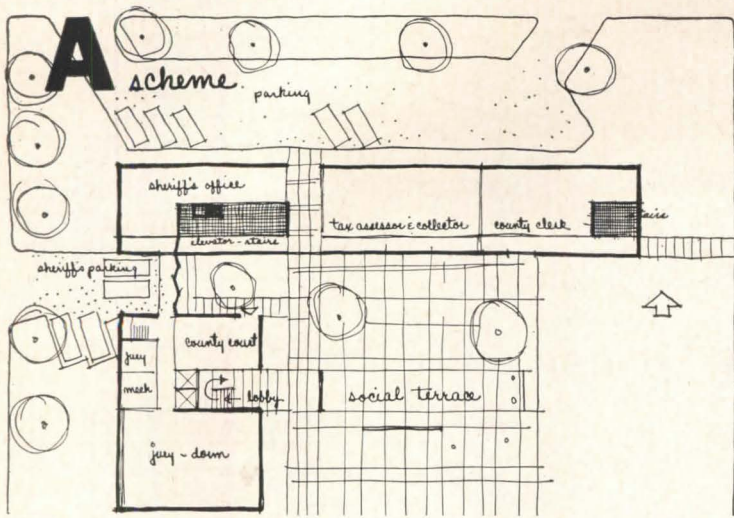 A scheme
parking
sheriff's office
elevator - stairs
tax assessor & collector
county clerk
stairs
sheriff's parking
county court
jury
mech
lobby
social terrace
jury - dorm